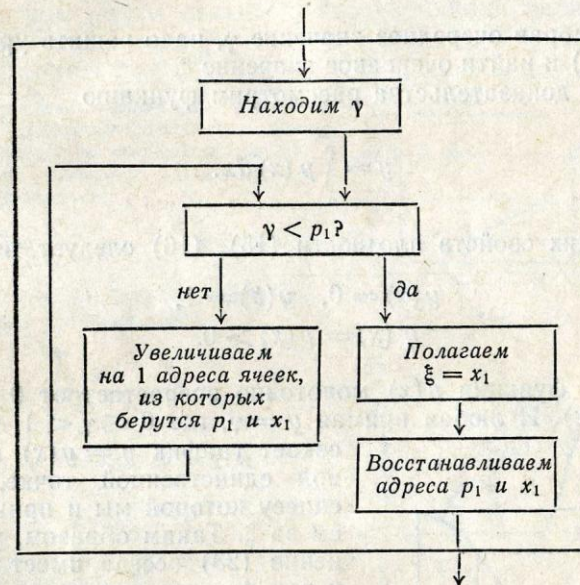 Находим γ
γ < p₁?
нет
да
Увеличиваем
на 1 адреса ячеек,
из которых
берутся p₁ и x₁
Полагаем
ξ = x₁
Восстанавливаем
адреса p₁ и x₁